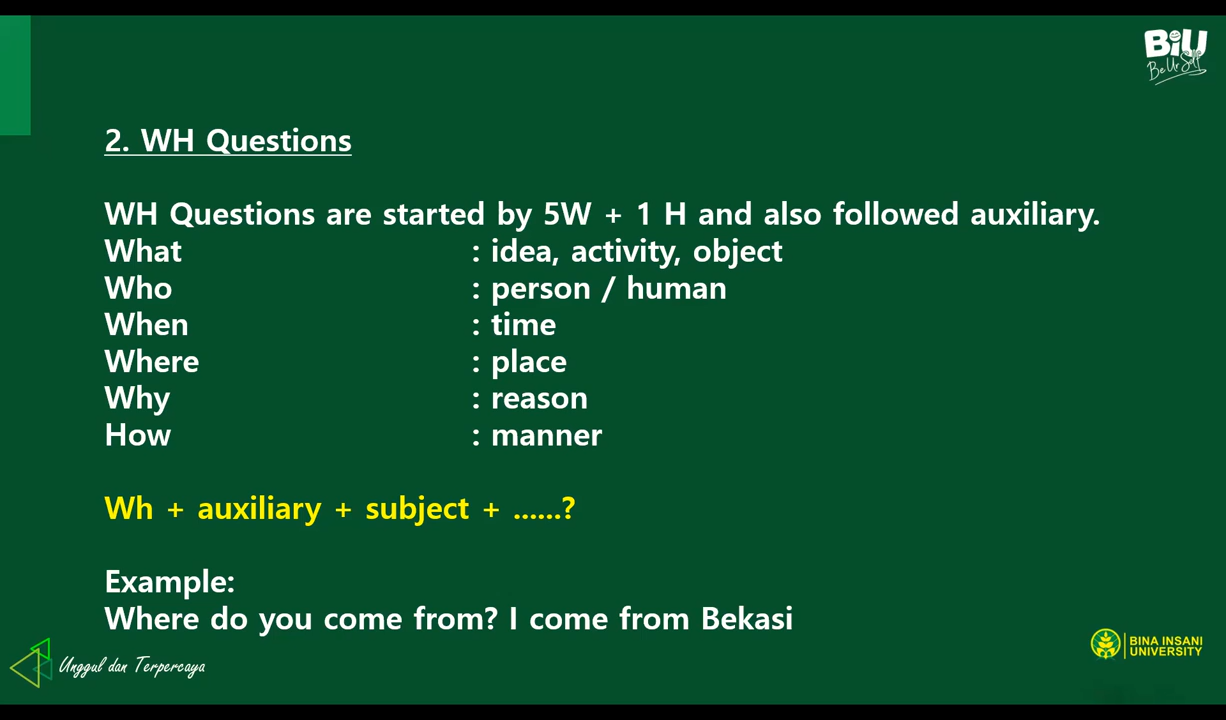 BiU
Be Ur Self
2. WH Questions
WH Questions are started by 5W + 1 H and also followed auxiliary.
What : idea, activity, object
Who : person / human
When : time
Where : place
Why : reason
How : manner
Wh + auxiliary + subject + ......?
Example:
Where do you come from? I come from Bekasi
Unggul dan Terpercaya
BINA INSANI
UNIVERSITY